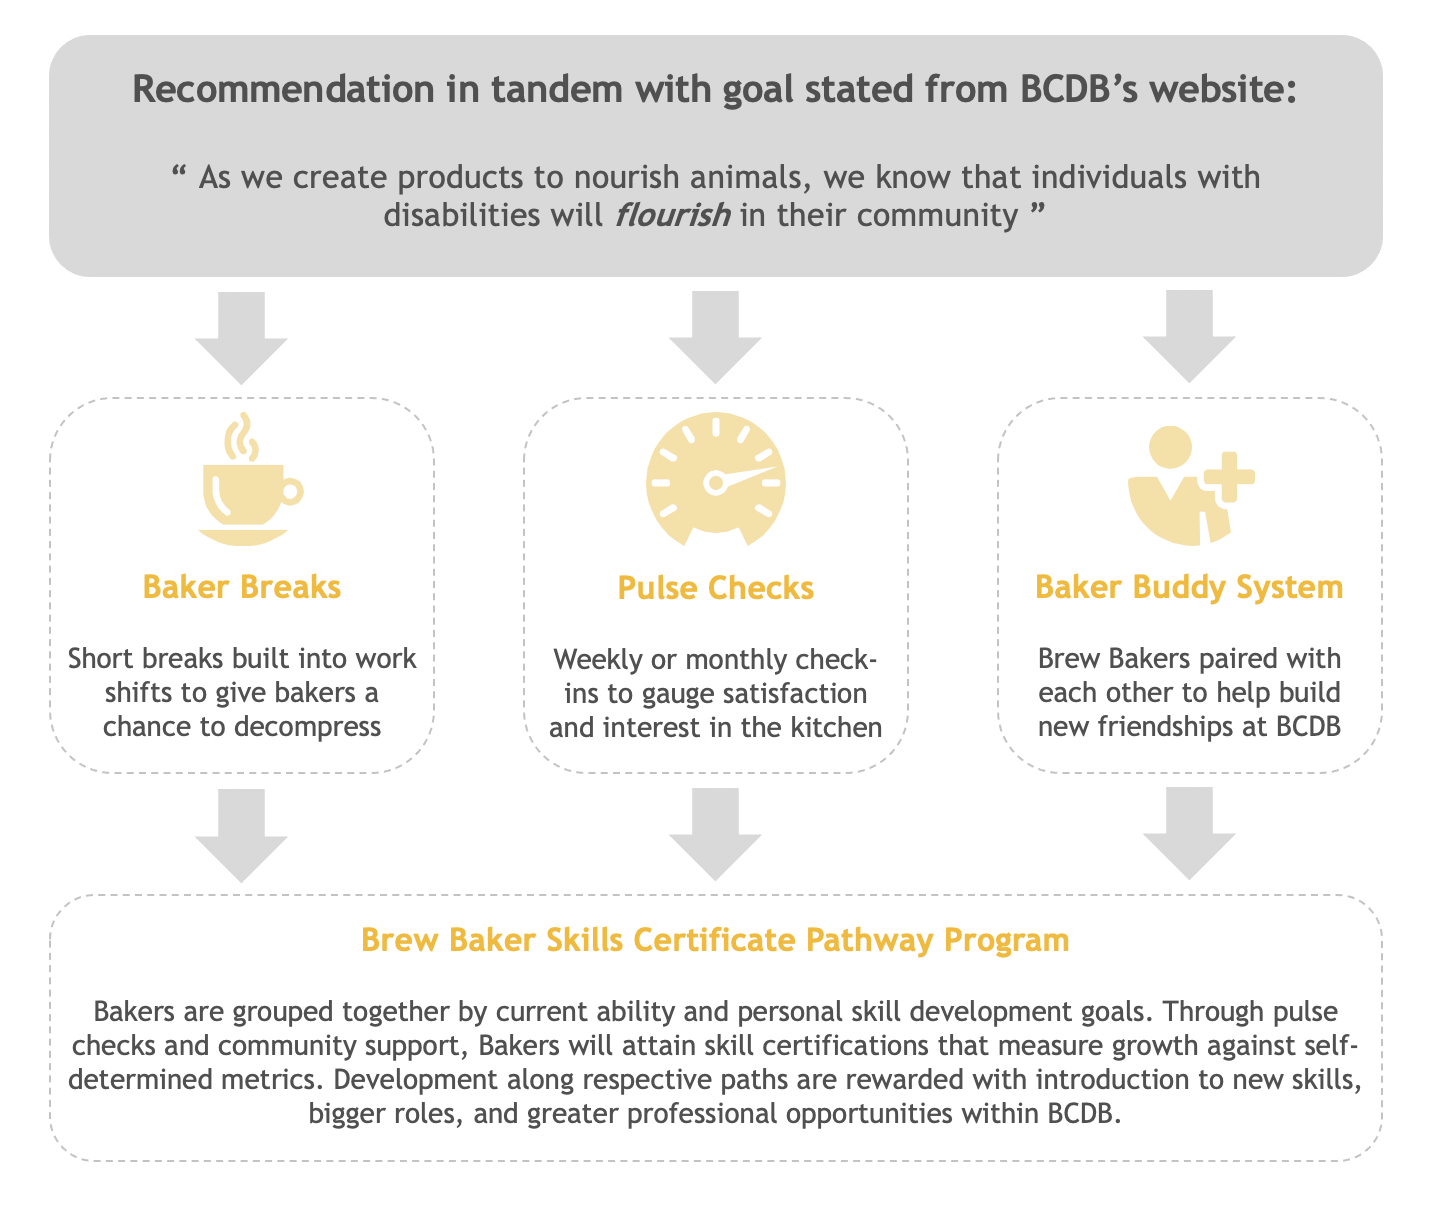 Recommendation in tandem with goal stated from BCDB’s website:
“ As we create products to nourish animals, we know that individuals with
disabilities will flourish in their community ”
Baker Breaks
Short breaks built into work
shifts to give bakers a
chance to decompress
Pulse Checks
Weekly or monthly check-
ins to gauge satisfaction
and interest in the kitchen
Baker Buddy System
Brew Bakers paired with
each other to help build
new friendships at BCDB
Brew Baker Skills Certificate Pathway Program
Bakers are grouped together by current ability and personal skill development goals. Through pulse
checks and community support, Bakers will attain skill certifications that measure growth against self-
determined metrics. Development along respective paths are rewarded with introduction to new skills,
bigger roles, and greater professional opportunities within BCDB.